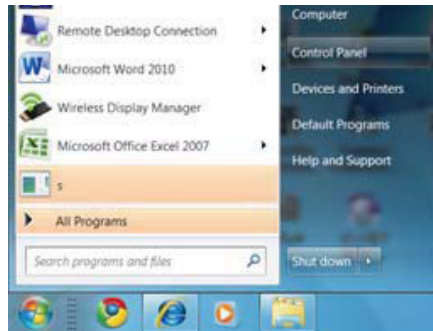 Remote Desktop Connection
Microsoft Word 2010
Wireless Display Manager
Microsoft Office Excel 2007
s
All Programs
Search programs and files
Computer
Control Panel
Devices and Printers
Default Programs
Help and Support
Shut down